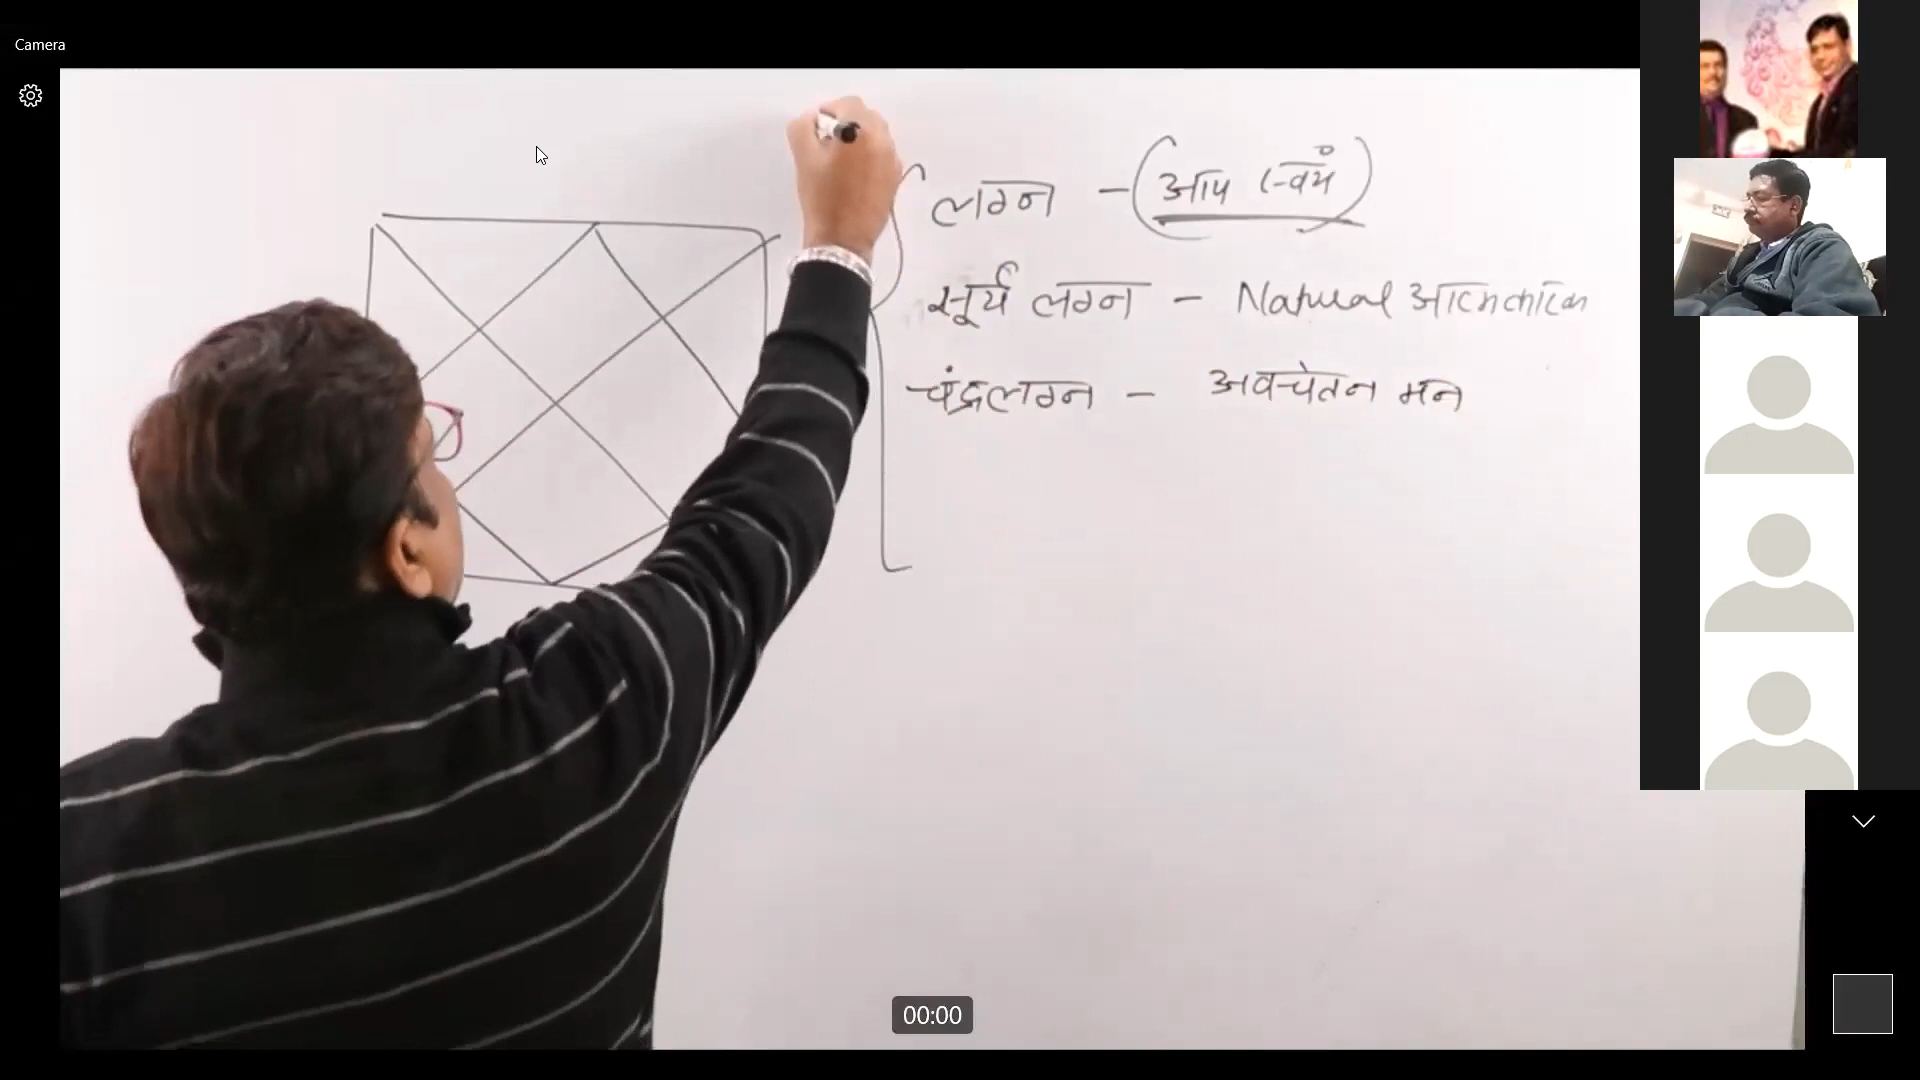 Camera
लग्न - (आप स्वयं)
सूर्य लग्न - Natural आत्मकारक
चंद्रलग्न - अवचेतन मन
00:00